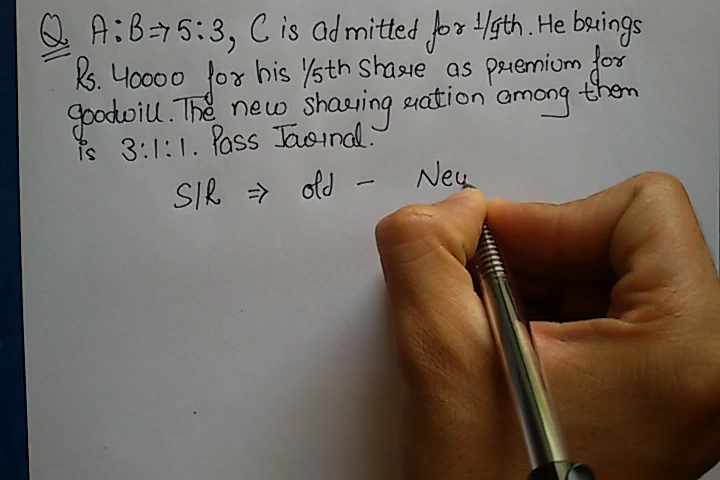 Q A:B⇒5:3, C is admitted for 1/5th. He brings
Rs. 40000 for his 1/5th share as premium for
goodwill. The new sharing ration among them
is 3:1:1. Pass Journal.
S/R ⇒ old - New